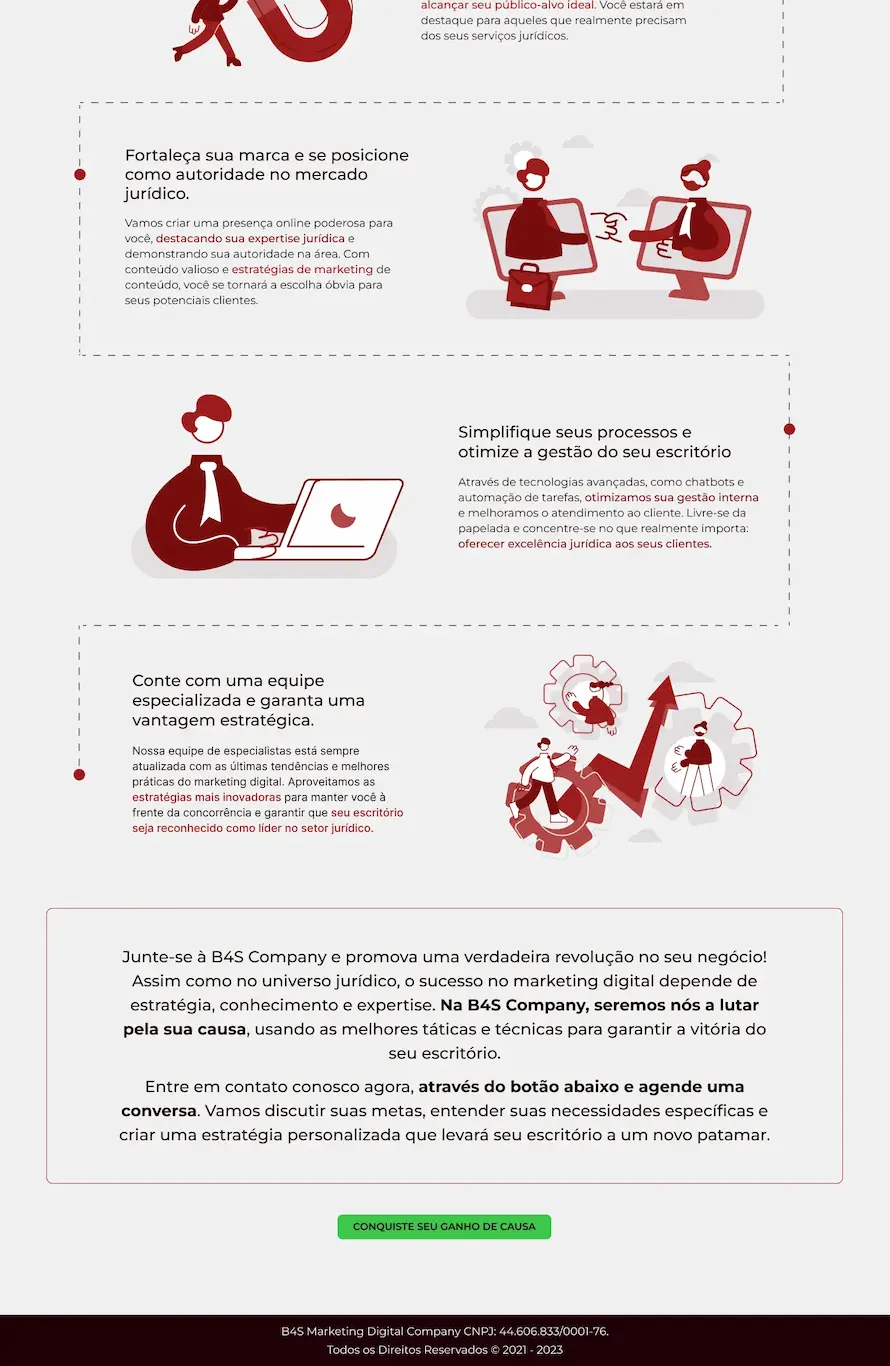 alcançar seu público-alvo ideal. Você estará em
destaque para aqueles que realmente precisam
dos seus serviços jurídicos.
Fortaleça sua marca e se posicione
como autoridade no mercado
jurídico.
Vamos criar uma presença online poderosa para
você, destacando sua expertise jurídica e
demonstrando sua autoridade na área. Com
conteúdo valioso e estratégias de marketing de
conteúdo, você se tornará a escolha óbvia para
seus potenciais clientes.
Simplifique seus processos e
otimize a gestão do seu escritório
Através de tecnologias avançadas, como chatbots e
automação de tarefas, otimizamos sua gestão interna
e melhoramos o atendimento ao cliente. Livre-se da
papelada e concentre-se no que realmente importa:
oferecer excelência jurídica aos seus clientes.
Conte com uma equipe
especializada e garanta uma
vantagem estratégica.
Nossa equipe de especialistas está sempre
atualizada com as últimas tendências e melhores
práticas do marketing digital. Aproveitamos as
estratégias mais inovadoras para manter você à
frente da concorrência e garantir que seu escritório
seja reconhecido como líder no setor jurídico.
Junte-se à B4S Company e promova uma verdadeira revolução no seu negócio!
Assim como no universo jurídico, o sucesso no marketing digital depende de
estratégia, conhecimento e expertise. Na B4S Company, seremos nós a lutar
pela sua causa, usando as melhores táticas e técnicas para garantir a vitória do
seu escritório.
Entre em contato conosco agora, através do botão abaixo e agende uma
conversa. Vamos discutir suas metas, entender suas necessidades específicas e
criar uma estratégia personalizada que levará seu escritório a um novo patamar.
CONQUISTE SEU GANHO DE CAUSA
B4S Marketing Digital Company CNPJ: 44.606.833/0001-76.
Todos os Direitos Reservados © 2021 - 2023